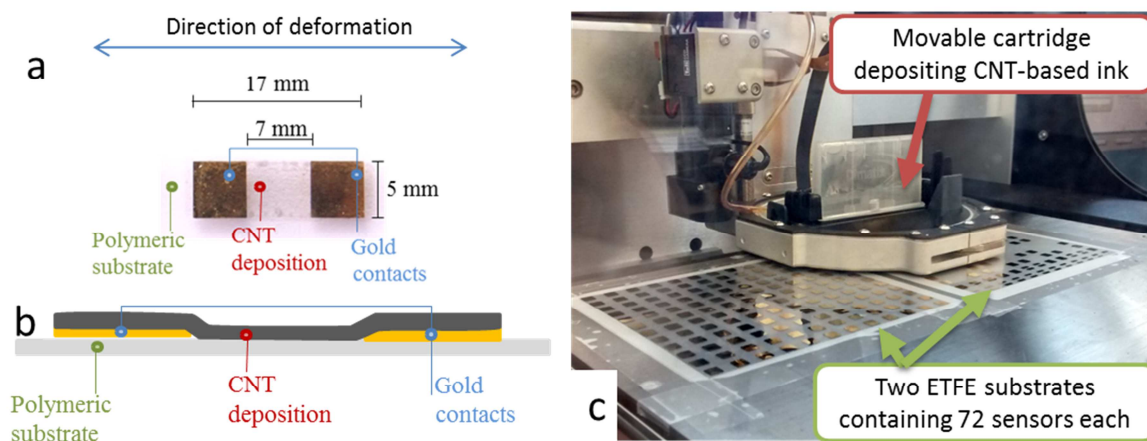 Direction of deformation
a
17 mm
7 mm
5 mm
Polymeric
substrate
CNT
deposition
Gold
contacts
b
Polymeric
substrate
CNT
deposition
Gold
contacts
Movable cartridge
depositing CNT-based ink
Two ETFE substrates
containing 72 sensors each
c